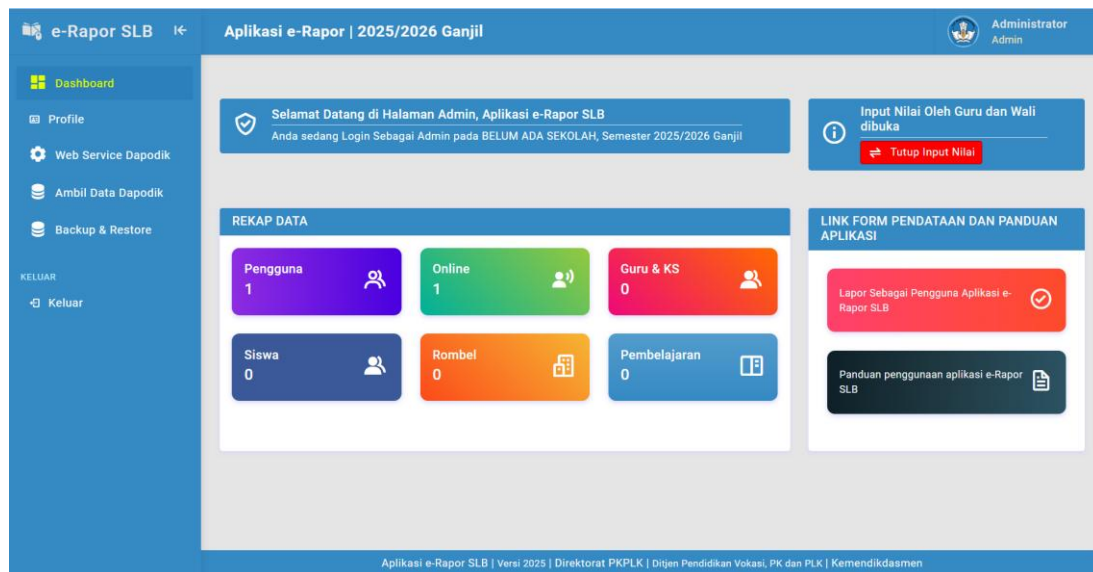 e-Rapor SLB
Aplikasi e-Rapor | 2025/2026 Ganjil
Administrator
Admin
Dashboard
Profile
Web Service Dapodik
Ambil Data Dapodik
Backup & Restore
KELUAR
Keluar
Selamat Datang di Halaman Admin, Aplikasi e-Rapor SLB
Anda sedang Login Sebagai Admin pada BELUM ADA SEKOLAH, Semester 2025/2026 Ganjil
Input Nilai Oleh Guru dan Wali
dibuka
Tutup Input Nilai
REKAP DATA
Pengguna
1
Online
1
Guru & KS
0
Siswa
0
Rombel
0
Pembelajaran
0
LINK FORM PENDATAAN DAN PANDUAN
APLIKASI
Lapor Sebagai Pengguna Aplikasi e-
Rapor SLB
Panduan penggunaan aplikasi e-Rapor
SLB
Aplikasi e-Rapor SLB | Versi 2025 | Direktorat PKPLK | Ditjen Pendidikan Vokasi, PK dan PLK | Kemendikdasmen